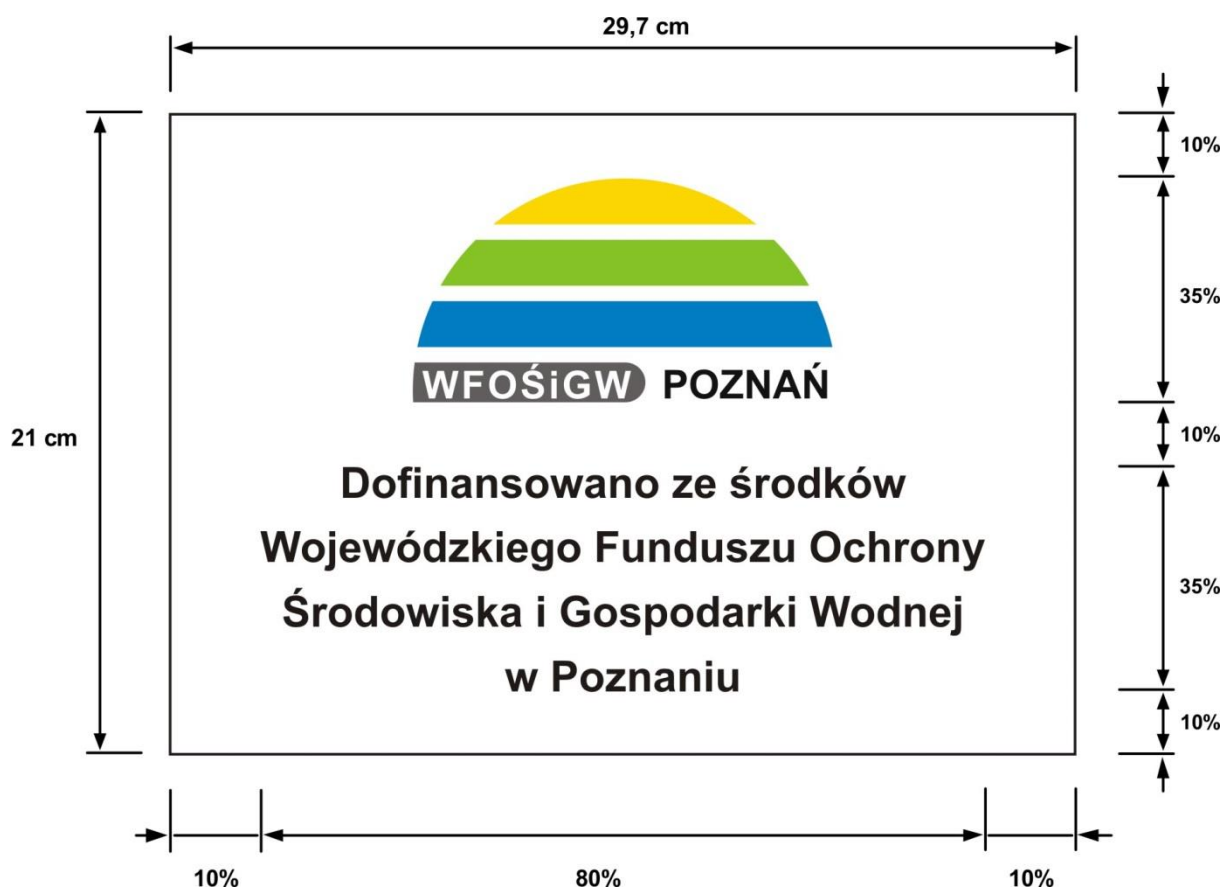 29,7 cm
10%
35%
WFOŚiGW POZNAŃ
21 cm
10%
Dofinansowano ze środków
Wojewódzkiego Funduszu Ochrony
35%
Środowiska i Gospodarki Wodnej
w Poznaniu
10%
10%
80%
10%